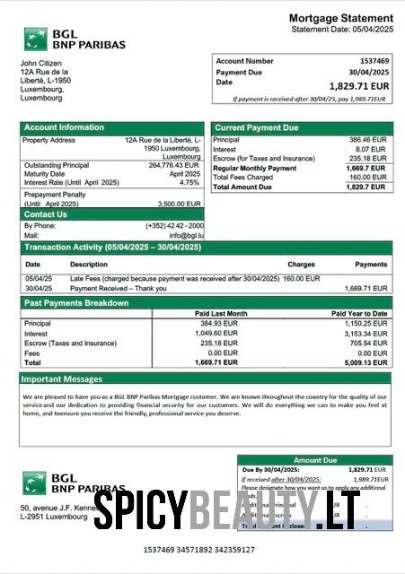 Mortgage Statement
Statement Date: 05/04/2025
BGL
BNP PARIBAS
John Citizen
12A Rue de la
Liberté, L-1950
Luxembourg,
Luxembourg
Account Number 1537469
Payment Due 30/04/2025
Date 1,829.71 EUR
If payment is received after 30/04/25, pay 1,989.71EUR
Account Information
Property Address 12A Rue de la Liberté, L-
1950 Luxembourg,
Luxembourg
Outstanding Principal 264,776.43 EUR
Maturity Date April 2025
Interest Rate (Until April 2025) 4.75%
Prepayment Penalty
(Until April 2025) 3,500.00 EUR
Contact Us
By Phone: (+352) 42 42 - 2000
Mail: info@bgl.lu
Current Payment Due
Principal 386.46 EUR
Interest 8.07 EUR
Escrow (for Taxes and Insurance) 235.18 EUR
Regular Monthly Payment 1,669.7 EUR
Total Fees Charged 160.00 EUR
Total Amount Due 1,829.7 EUR
Transaction Activity (05/04/2025 – 30/04/2025)
Date Description Charges Payments
05/04/25 Late Fees (charged because payment was received after 30/04/2025) 160.00 EUR
30/04/25 Payment Received – Thank you 1,669.71 EUR
Past Payments Breakdown
Paid Last Month Paid Year to Date
Principal 384.93 EUR 1,150.25 EUR
Interest 1,049.60 EUR 3,153.34 EUR
Escrow (Taxes and Insurance) 235.18 EUR 705.54 EUR
Fees 0.00 EUR 0.00 EUR
Total 1,669.71 EUR 5,009.13 EUR
Important Messages
We are pleased to have you as a BGL BNP Paribas Mortgage customer. We are known throughout the country for the quality of our
service and our dedication to providing financial security for our customers. We will do everything we can to make you feel at
home, and toensure you receive the friendly, professional service you deserve.
BGL
BNP PARIBAS
50, avenue J.F. Kenne
L-2951 Luxembourg
Amount Due
Due By 30/04/2025: 1,829.71 EUR
If received after 30/04/2025: 1,989.71EUR
Please designate how you want us to apply any additional
SPICYBEAUTY.LT
1537469 34571892 342359127